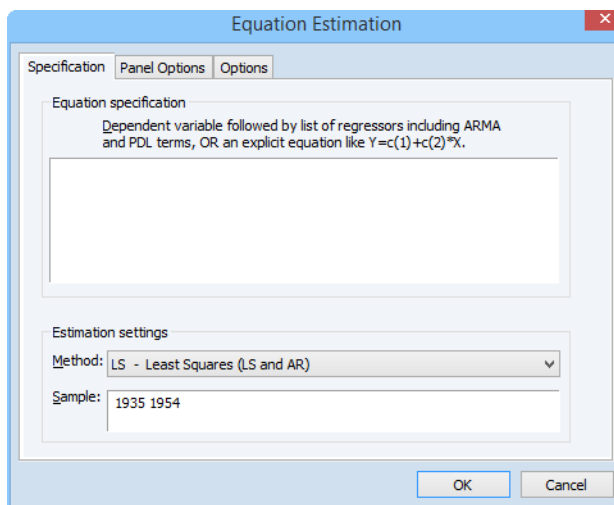 Equation Estimation
Specification
Panel Options
Options
Equation specification
Dependent variable followed by list of regressors including ARMA
and PDL terms, OR an explicit equation like Y=c(1)+c(2)*X.
Estimation settings
Method: LS - Least Squares (LS and AR)
Sample: 1935 1954
OK
Cancel